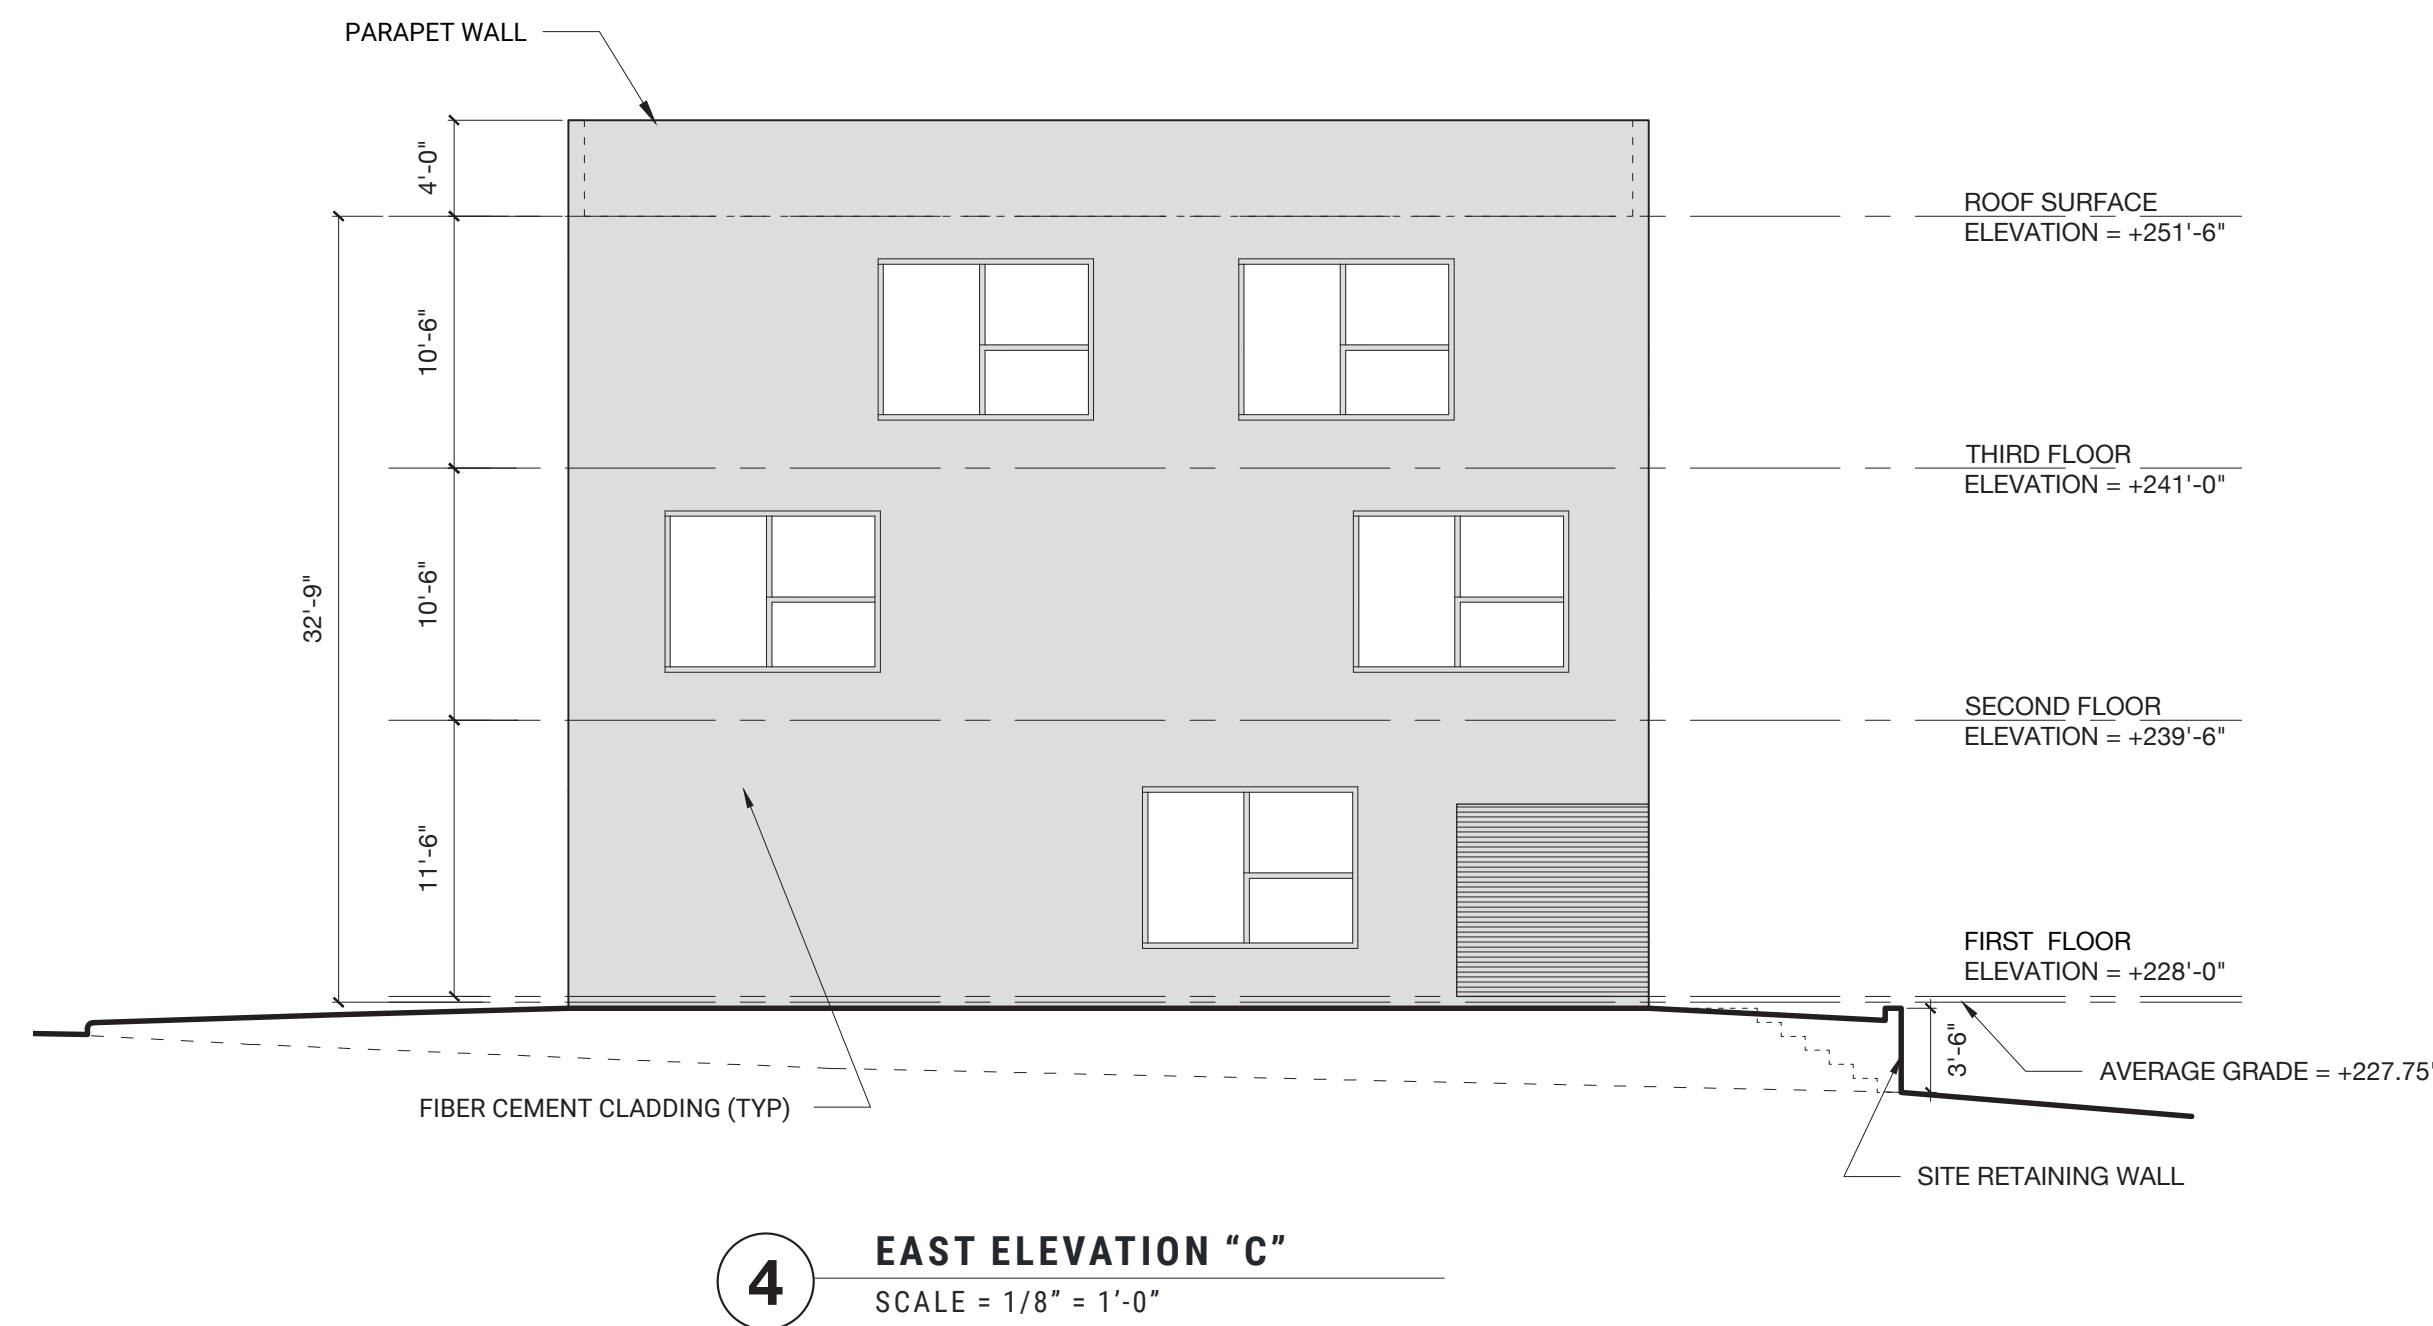 PARAPET WALL
4'-0"
ROOF SURFACE
ELEVATION = +251'-6"
10'-6"
THIRD FLOOR
ELEVATION = +241'-0"
32'-9"
10'-6"
SECOND FLOOR
ELEVATION = +239'-6"
11'-6"
FIRST FLOOR
ELEVATION = +228'-0"
3'-6"
AVERAGE GRADE = +227.75'
FIBER CEMENT CLADDING (TYP)
SITE RETAINING WALL
4
EAST ELEVATION “C”
SCALE = 1/8” = 1’-0”